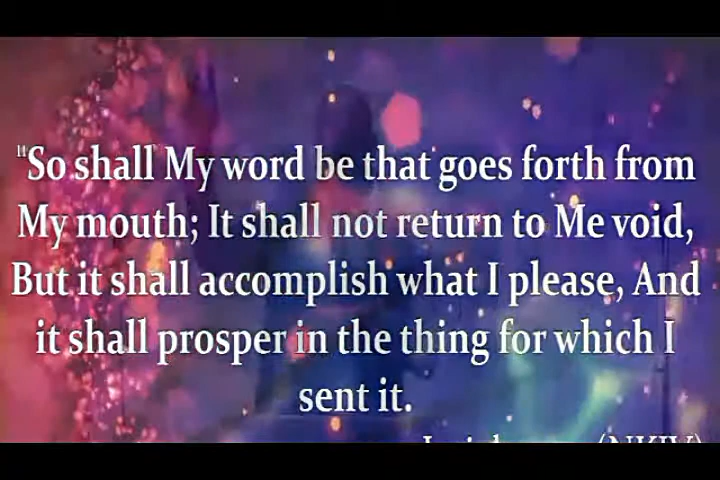 "So shall My word be that goes forth from
My mouth; It shall not return to Me void,
But it shall accomplish what I please, And
it shall prosper in the thing for which I
sent it.
(NKJV)